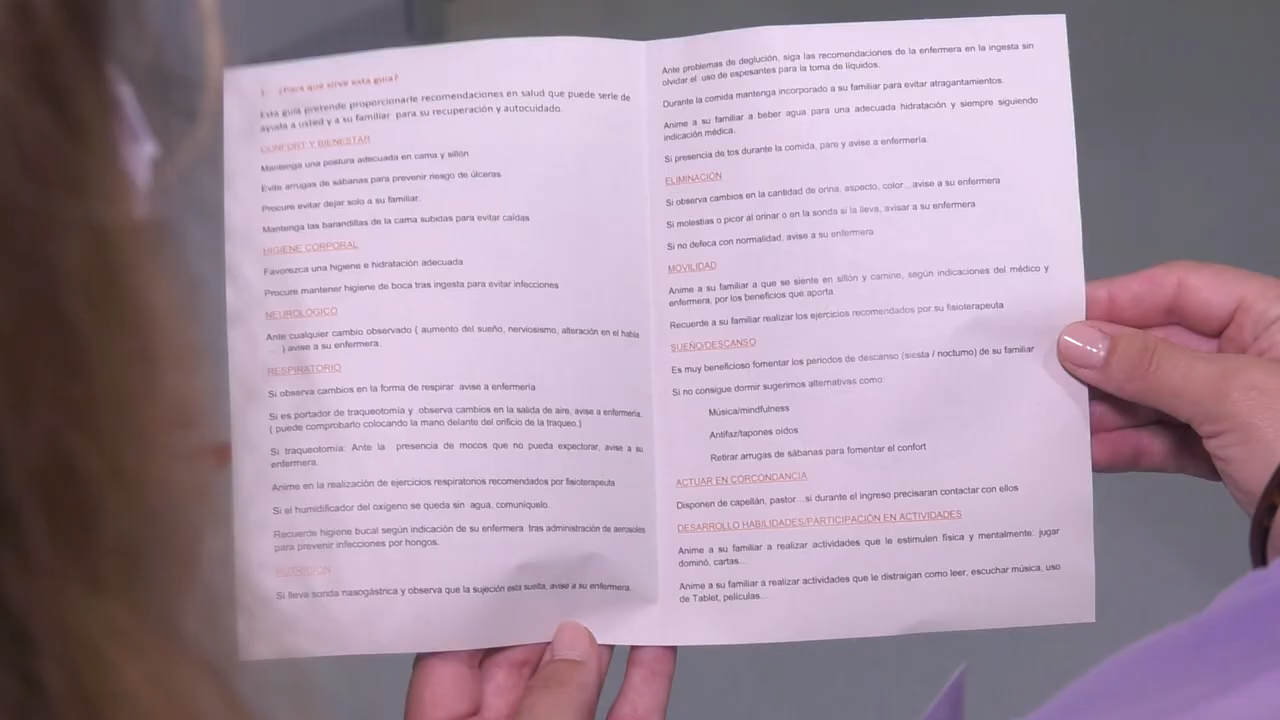 1. ¿Para qué sirve esta guía?
Esta guía pretende proporcionarle recomendaciones en salud que puede serle de
ayuda a usted y a su familiar para su recuperación y autocuidado.
CONFORT Y BIENESTAR
Mantenga una postura adecuada en cama y sillón
Evite arrugas de sábanas para prevenir riesgo de úlceras
Procure evitar dejar solo a su familiar.
Mantenga las barandillas de la cama subidas para evitar caídas
HIGIENE CORPORAL
Favorezca una higiene e hidratación adecuada
Procure mantener higiene de boca tras ingesta para evitar infecciones
NEUROLÓGICO
Ante cualquier cambio observado ( aumento del sueño, nerviosismo, alteración en el habla
... ) avise a su enfermera.
RESPIRATORIO
Si observa cambios en la forma de respirar avise a enfermería
Si es portador de traqueotomía y observa cambios en la salida de aire, avise a enfermería.
( puede comprobarlo colocando la mano delante del orificio de la traqueo.)
Si traqueotomía: Ante la presencia de mocos que no pueda expectorar, avise a su
enfermera.
Anime en la realización de ejercicios respiratorios recomendados por fisioterapeuta
Si el humidificador del oxígeno se queda sin agua, comuníquelo.
Recuerde higiene bucal según indicación de su enfermera tras administración de aerosoles
para prevenir infecciones por hongos.
NUTRICIÓN
Si lleva sonda nasogástrica y observa que la sujeción esta suelta, avise a su enfermera.
Ante problemas de deglución, siga las recomendaciones de la enfermera en la ingesta sin
olvidar el uso de espesantes para la toma de líquidos.
Durante la comida mantenga incorporado a su familiar para evitar atragantamientos.
Anime a su familiar a beber agua para una adecuada hidratación y siempre siguiendo
indicación médica.
Si presencia de tos durante la comida, pare y avise a enfermería.
ELIMINACIÓN
Si observa cambios en la cantidad de orina, aspecto, color...avise a su enfermera
Si molestias o picor al orinar o en la sonda si la lleva, avisar a su enfermera
Si no defeca con normalidad, avise a su enfermera
MOVILIDAD
Anime a su familiar a que se siente en sillón y camine, según indicaciones del médico y
enfermera, por los beneficios que aporta
Recuerde a su familiar realizar los ejercicios recomendados por su fisioterapeuta
SUEÑO/DESCANSO
Es muy beneficioso fomentar los periodos de descanso (siesta / nocturno) de su familiar
Si no consigue dormir sugerimos alternativas como:
Música/mindfulness
Antifaz/tapones oídos
Retirar arrugas de sábanas para fomentar el confort
ACTUAR EN CORCONDANCIA
Disponen de capellán, pastor...si durante el ingreso precisaran contactar con ellos
DESARROLLO HABILIDADES/PARTICIPACIÓN EN ACTIVIDADES
Anime a su familiar a realizar actividades que le estimulen física y mentalmente: jugar
dominó, cartas...
Anime a su familiar a realizar actividades que le distraigan como leer, escuchar música, uso
de Tablet, películas...